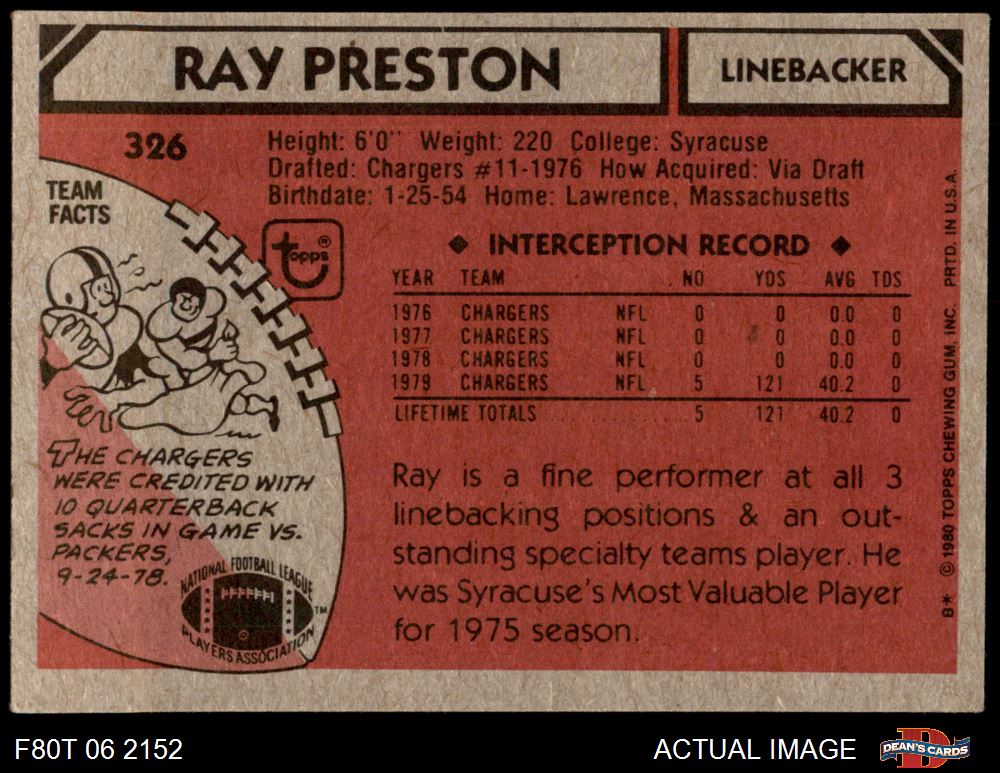 RAY PRESTON
LINEBACKER
326
Height: 6'0" Weight: 220 College: Syracuse
Drafted: Chargers #11-1976 How Acquired: Via Draft
Birthdate: 1-25-54 Home: Lawrence, Massachusetts
TEAM
FACTS
topps®
◆ INTERCEPTION RECORD ◆
YEAR TEAM NO YDS AVG TDS
1976 CHARGERS NFL 0 0 0.0 0
1977 CHARGERS NFL 0 0 0.0 0
1978 CHARGERS NFL 0 0 0.0 0
1979 CHARGERS NFL 5 121 40.2 0
LIFETIME TOTALS 5 121 40.2 0
THE CHARGERS
WERE CREDITED WITH
10 QUARTERBACK
SACKS IN GAME VS.
PACKERS,
9-24-78.
NATIONAL FOOTBALL LEAGUE
PLAYERS ASSOCIATION™
Ray is a fine performer at all 3
linebacking positions & an out-
standing specialty teams player. He
was Syracuse's Most Valuable Player
for 1975 season.
B* © 1980 TOPPS CHEWING GUM, INC. PRTD. IN U.S.A.
F80T 06 2152
ACTUAL IMAGE
DEAN'S CARDS